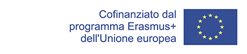 Cofinanziato dal
programma Erasmus+
dell'Unione europea